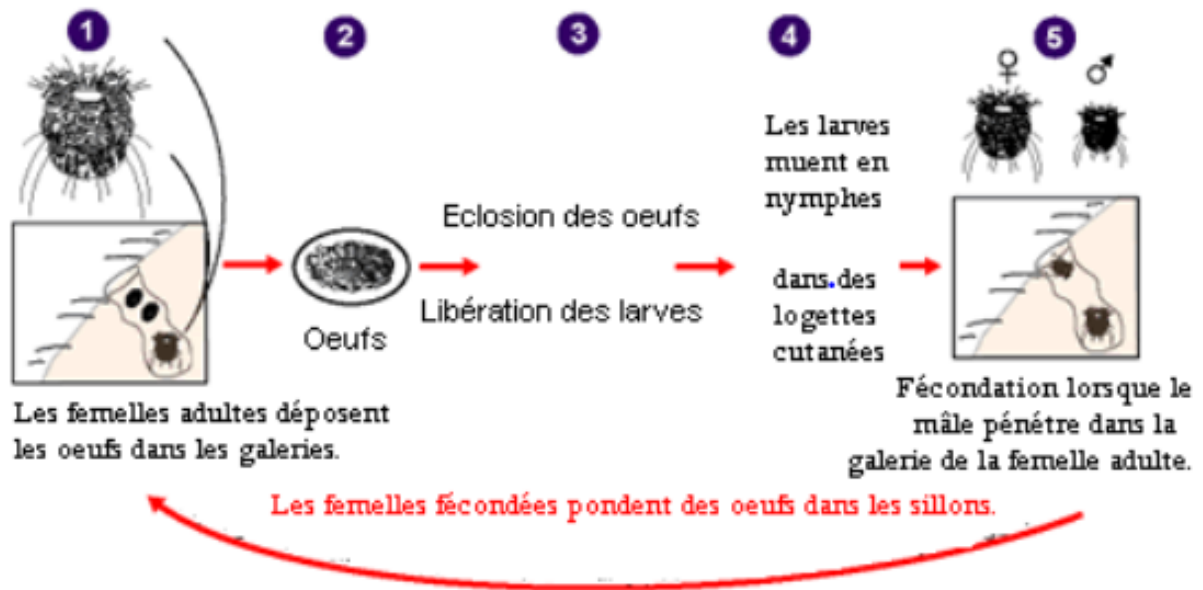 1
2
3
4
5
♀
♂
Les larves
muent en
nymphes
dans.des
logettes
cutanées
Eclosion des oeufs
Libération des larves
Oeufs
Les femelles adultes déposent
les oeufs dans les galeries.
Fécondation lorsque le
mâle pénétre dans la
galerie de la femelle adulte.
Les femelles fécondées pondent des oeufs dans les sillons.